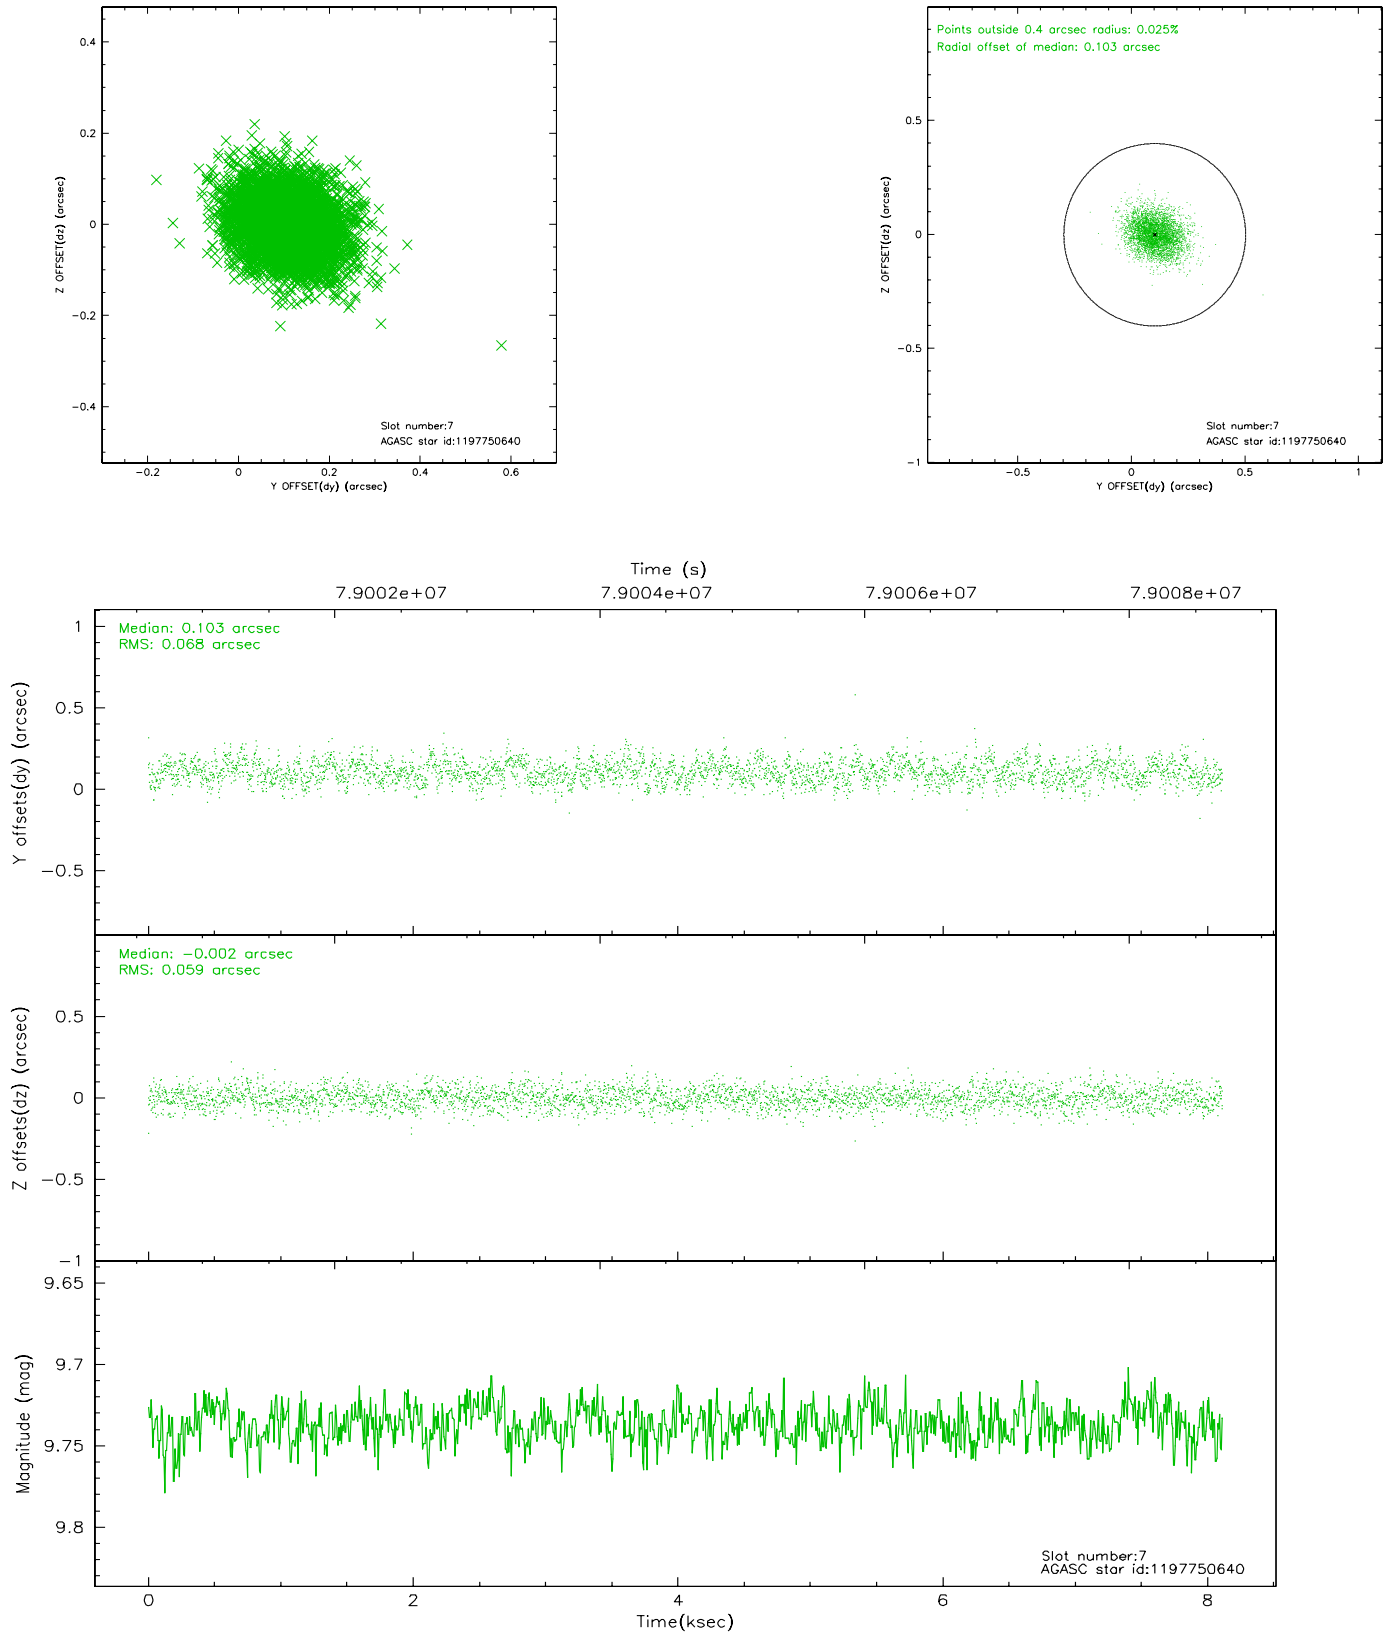 0.4
0.2
0
−0.2
−0.4
Z OFFSET(dz) (arcsec)
Slot number:7
AGASC star id:1197750640
−0.2
0
0.2
0.4
0.6
Y OFFSET(dy) (arcsec)
Points outside 0.4 arcsec radius: 0.025%
Radial offset of median: 0.103 arcsec
0.5
0
−0.5
−1
Z OFFSET(dz) (arcsec)
Slot number:7
AGASC star id:1197750640
−0.5
0
0.5
1
Y OFFSET(dy) (arcsec)
Time (s)
7.9002e+07
7.9004e+07
7.9006e+07
7.9008e+07
Median: 0.103 arcsec
RMS: 0.068 arcsec
1
0.5
0
−0.5
Y offsets(dy) (arcsec)
Median: −0.002 arcsec
RMS: 0.059 arcsec
0.5
0
−0.5
−1
Z offsets(dz) (arcsec)
9.65
9.7
9.75
9.8
Magnitude (mag)
Slot number:7
AGASC star id:1197750640
0
2
4
6
8
Time(ksec)